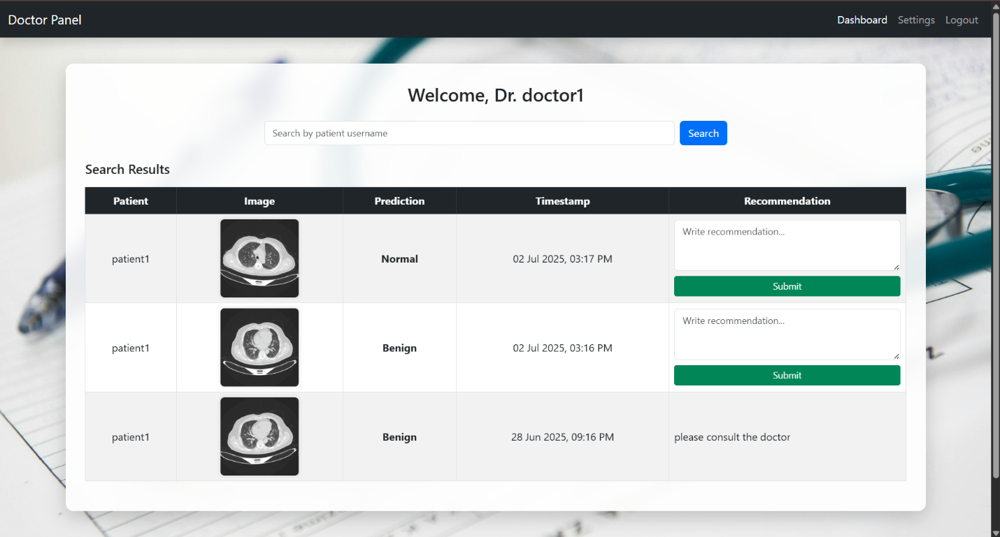 Doctor Panel
Dashboard Settings Logout
Welcome, Dr. doctor1
Search by patient username Search
Search Results
Patient Image Prediction Timestamp Recommendation
Write recommendation...
patient1 Normal 02 Jul 2025, 03:17 PM
Submit
Write recommendation...
patient1 Benign 02 Jul 2025, 03:16 PM
Submit
patient1 Benign 28 Jun 2025, 09:16 PM please consult the doctor